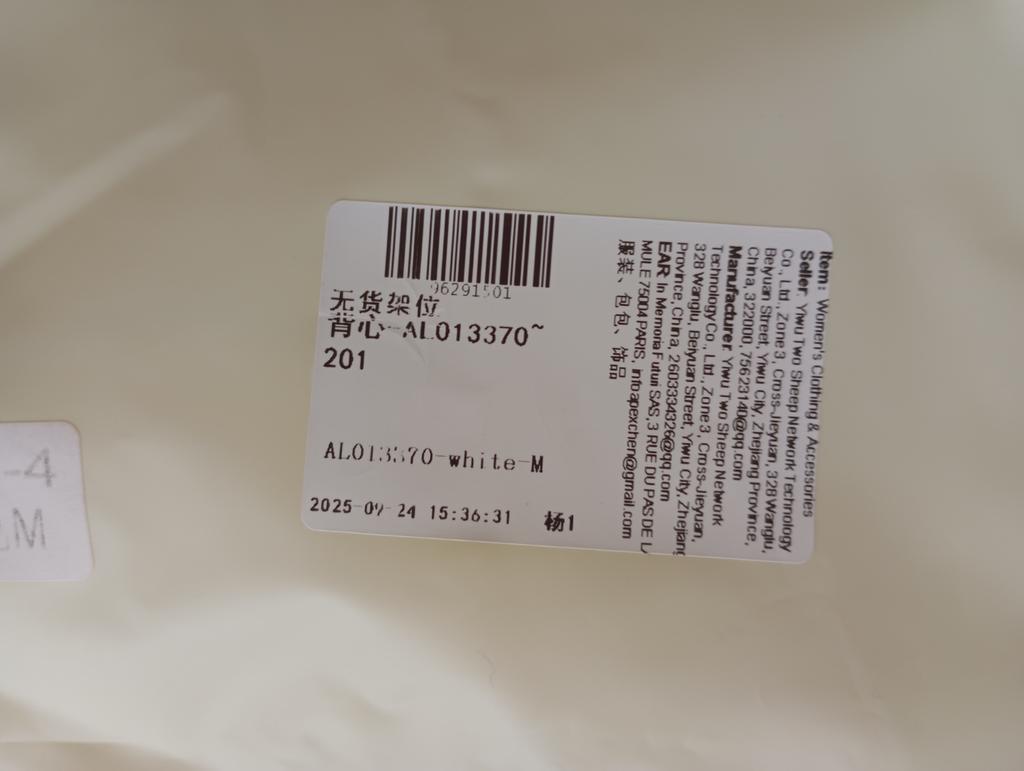 96291501
无货架位
背心-AL013370~
201
AL013370-white-M
2025-07-24 15:36:31 杨1
Item: Women's Clothing & Accessories
Seller: Yiwu Two Sheep Network Technology
Co., Ltd., Zone 3, Cross-Jieyuan, 328 Wanglu,
Beiyuan Street, Yiwu City, Zhejiang Province,
China, 322000, 75623140@qq.com
Manufacturer: Yiwu Two Sheep Network
Technology Co., Ltd., Zone 3, Cross-Jieyuan,
328 Wanglu, Beiyuan Street, Yiwu City, Zhejiang
Province, China, 2603334326@qq.com
EAR: In Memoria Futuri SAS, 3 RUE DU PAS DE LA
MULE 75004 PARIS, infoapexchen@gmail.com
服装、包包、饰品
-4
M